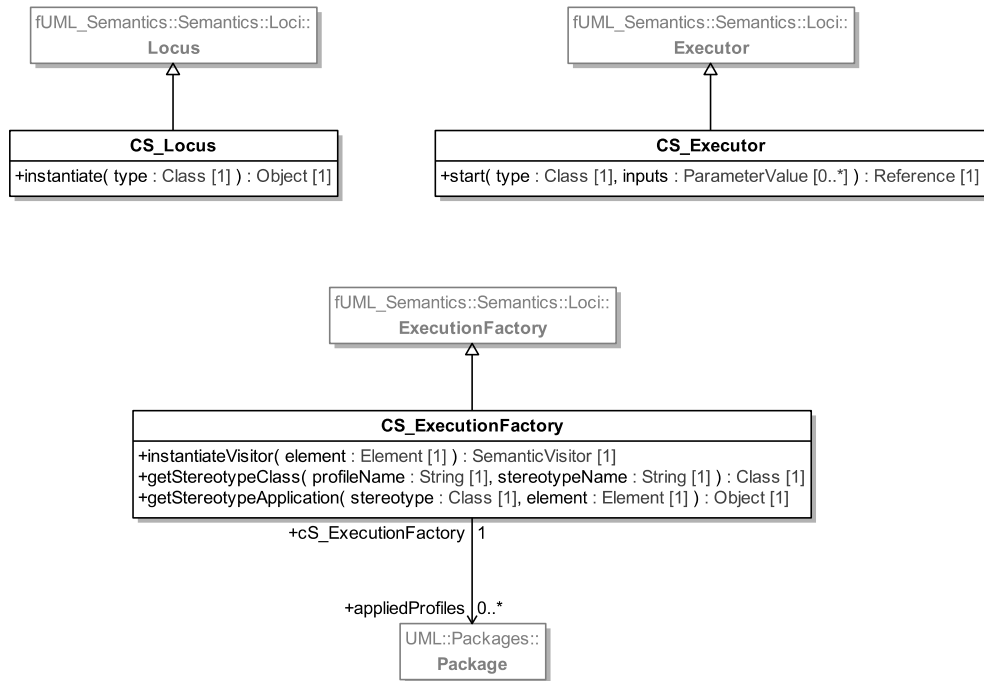 fUML_Semantics::Semantics::Loci::
Locus
fUML_Semantics::Semantics::Loci::
Executor
CS_Locus
+instantiate( type : Class [1] ) : Object [1]
CS_Executor
+start( type : Class [1], inputs : ParameterValue [0..*] ) : Reference [1]
fUML_Semantics::Semantics::Loci::
ExecutionFactory
CS_ExecutionFactory
+instantiateVisitor( element : Element [1] ) : SemanticVisitor [1]
+getStereotypeClass( profileName : String [1], stereotypeName : String [1] ) : Class [1]
+getStereotypeApplication( stereotype : Class [1], element : Element [1] ) : Object [1]
+cS_ExecutionFactory 1
+appliedProfiles 0..*
UML::Packages::
Package